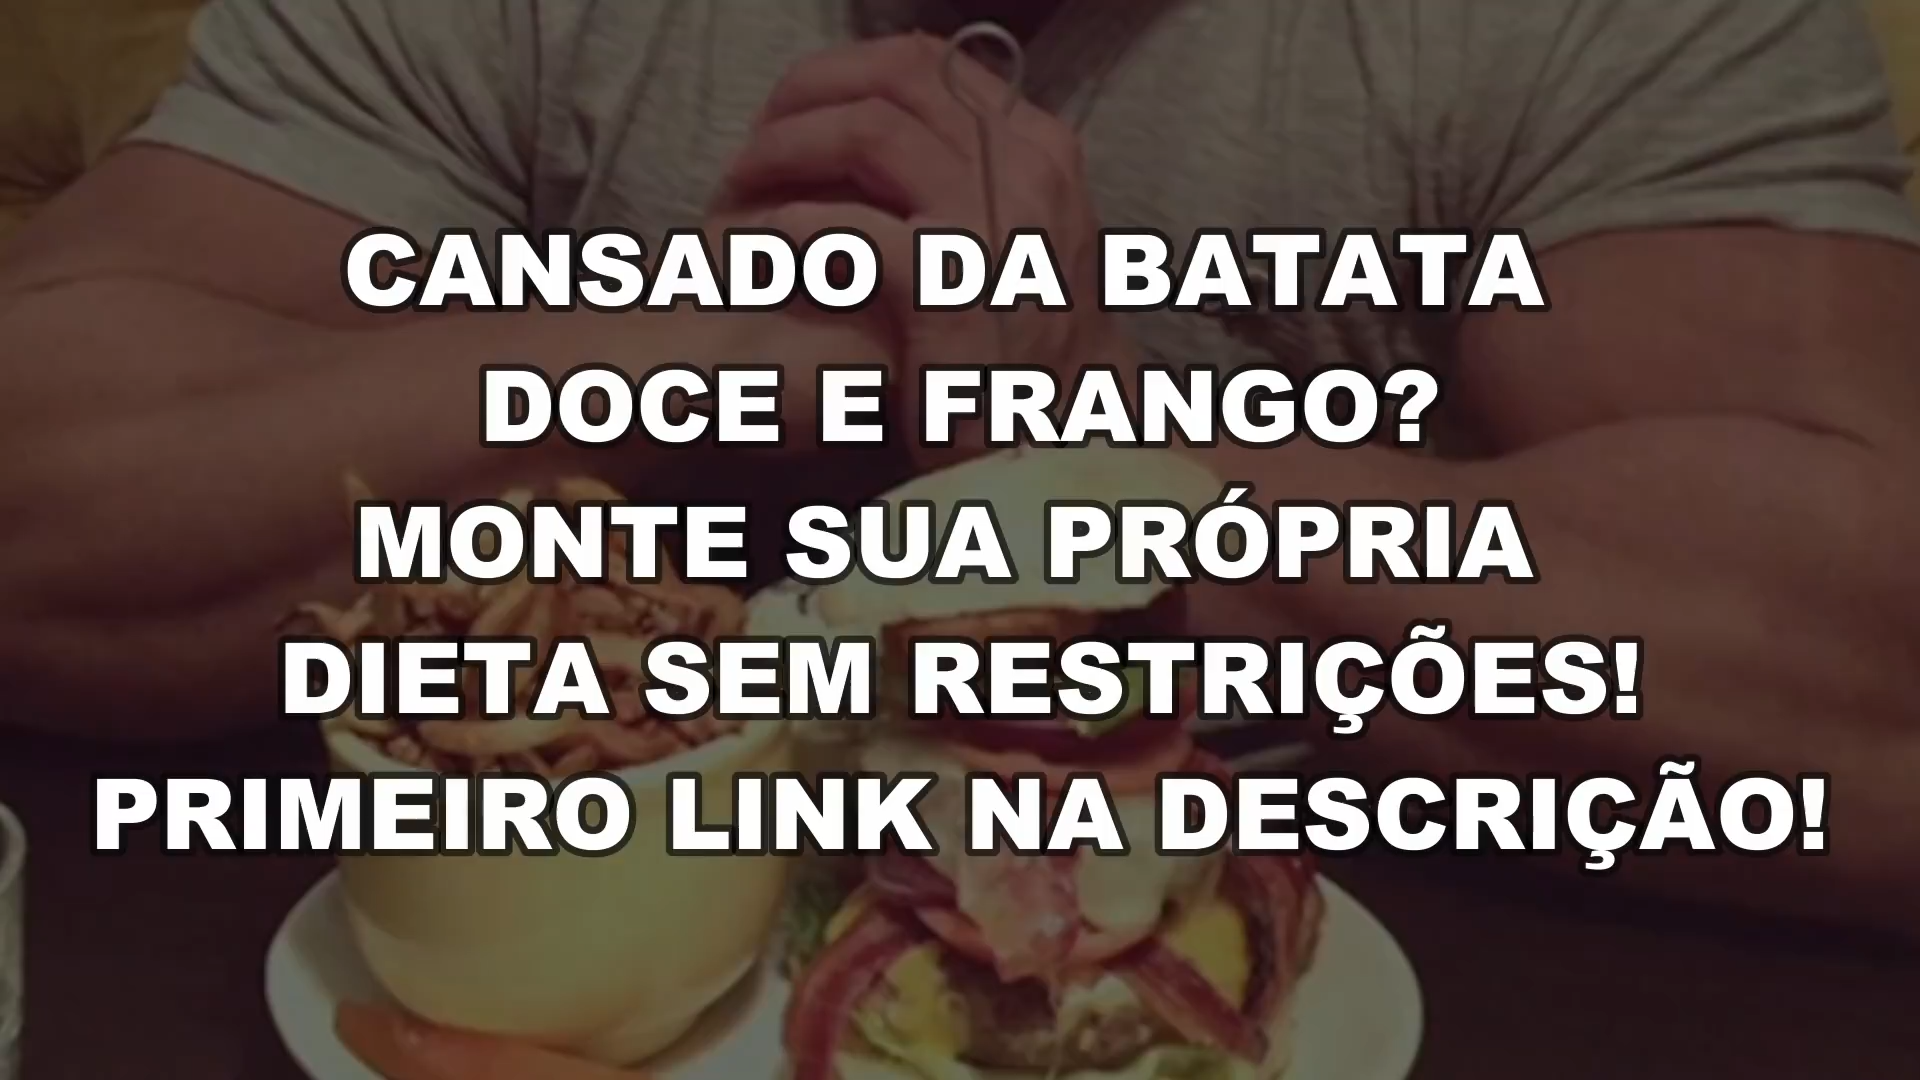 CANSADO DA BATATA
DOCE E FRANGO?
MONTE SUA PRÓPRIA
DIETA SEM RESTRIÇÕES!
PRIMEIRO LINK NA DESCRIÇÃO!